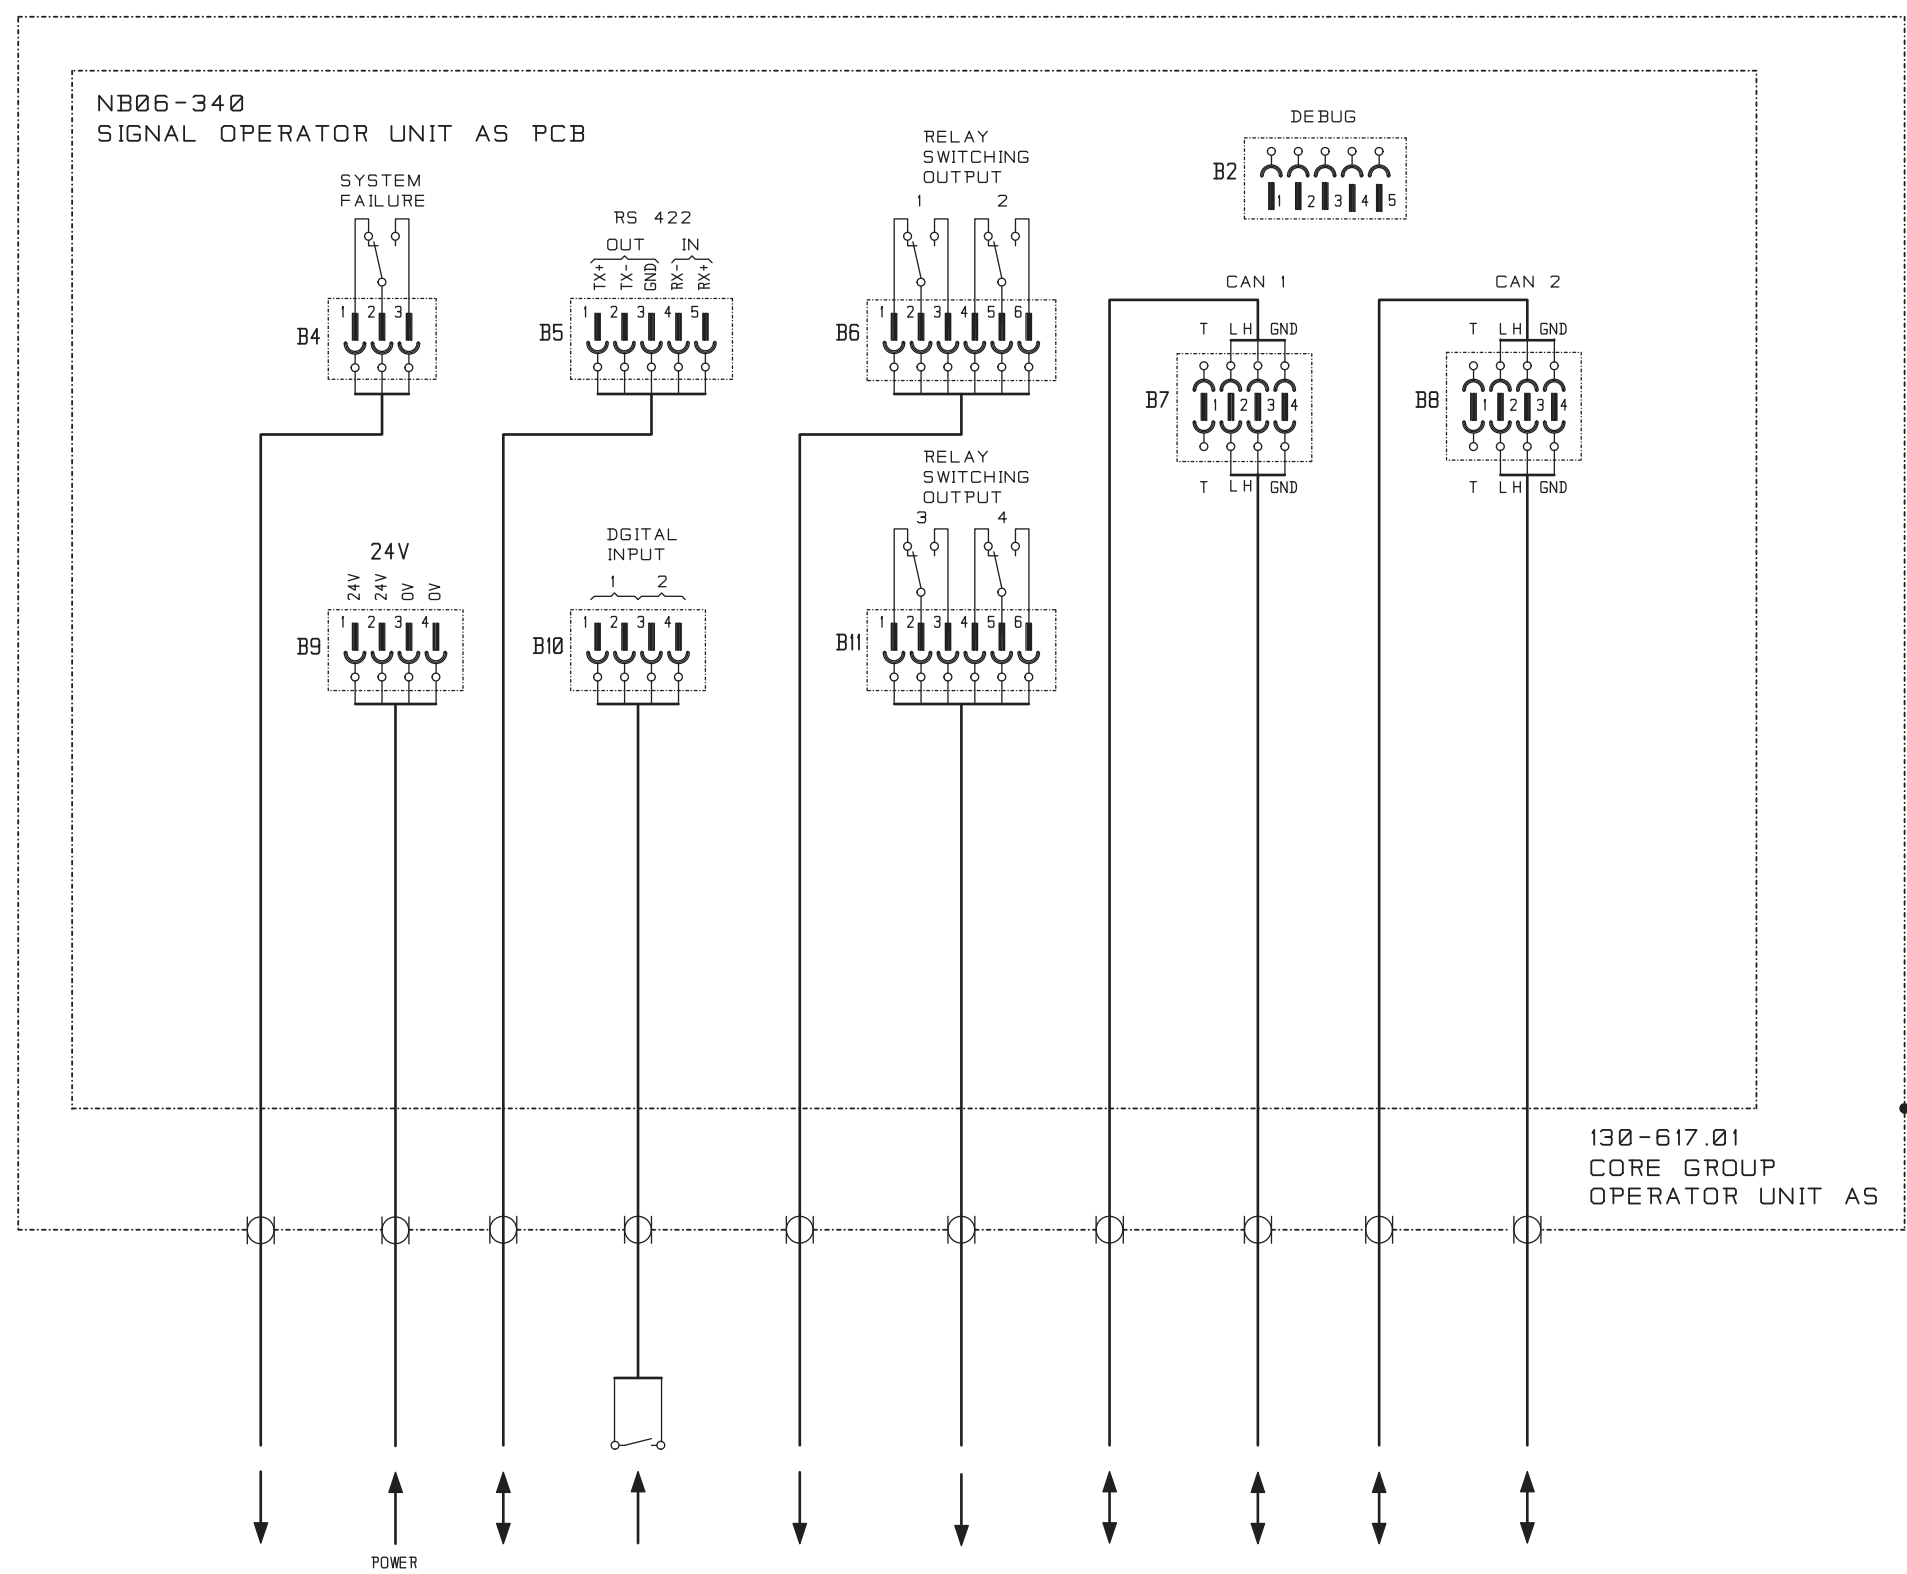 NB06-340
SIGNAL OPERATOR UNIT AS PCB
DEBUG
B2
1 2 3 4 5
SYSTEM
FAILURE
B4
1 2 3
RS 422
OUT IN
TX+ TX- GND RX- RX+
B5
1 2 3 4 5
RELAY
SWITCHING
OUTPUT
1 2
B6
1 2 3 4 5 6
CAN 1
T L H GND
B7
1 2 3 4
T L H GND
CAN 2
T L H GND
B8
1 2 3 4
T L H GND
24V
24V 24V 0V 0V
B9
1 2 3 4
DGITAL
INPUT
1 2
B10
1 2 3 4
RELAY
SWITCHING
OUTPUT
3 4
B11
1 2 3 4 5 6
130-617.01
CORE GROUP
OPERATOR UNIT AS
POWER